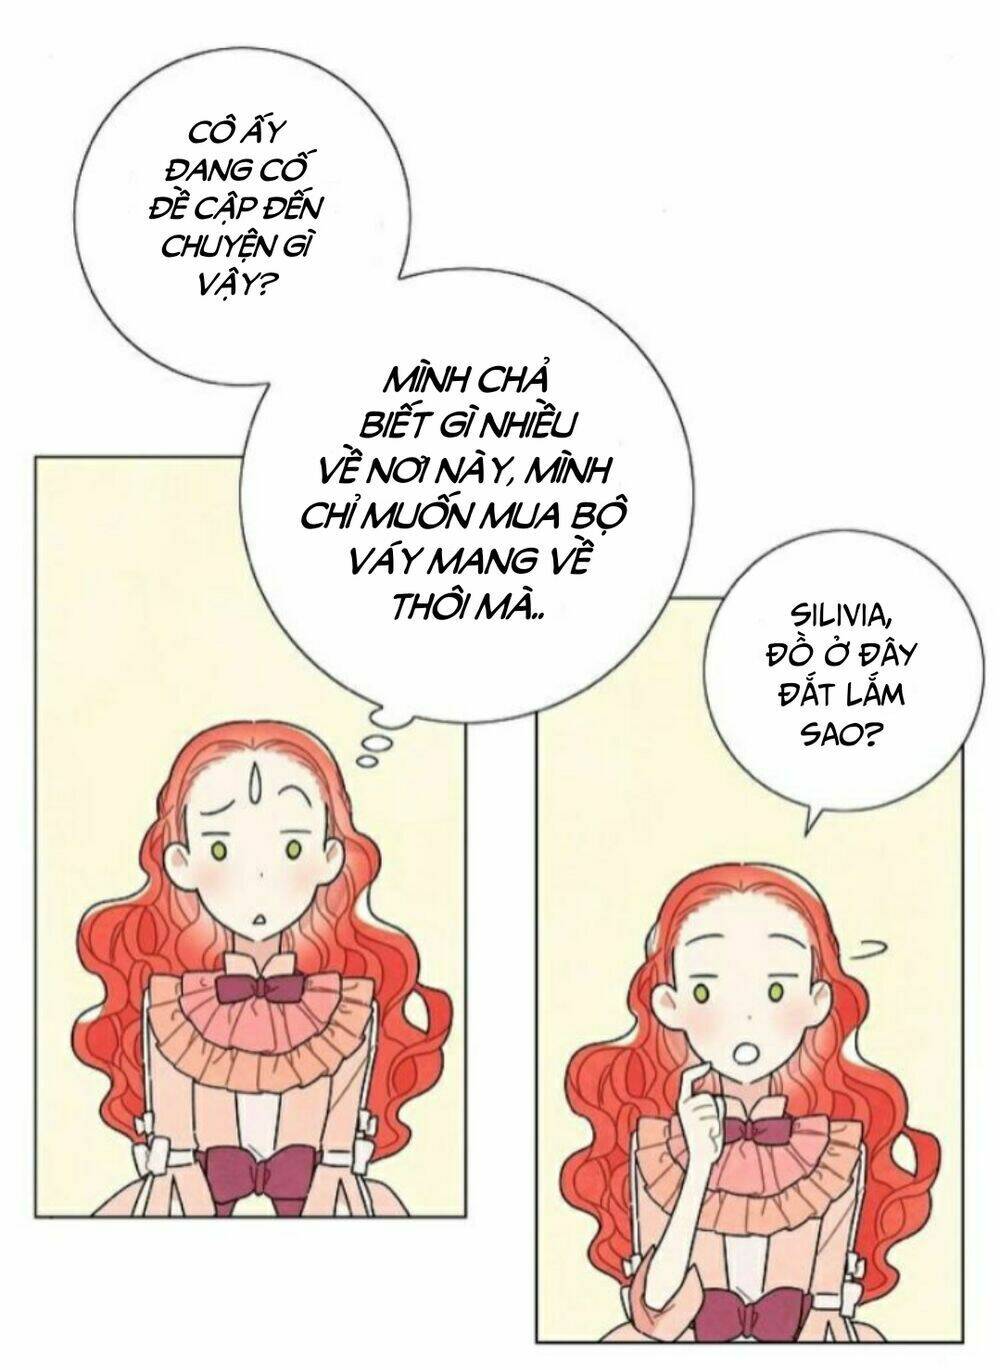 CÔ ẤY
ĐANG CỐ
ĐỀ CẬP ĐẾN
CHUYỆN GÌ
VẬY?
MÌNH CHẢ
BIẾT GÌ NHIỀU
VỀ NƠI NÀY, MÌNH
CHỈ MUỐN MUA BỘ
VÁY MANG VỀ
THÔI MÀ..
SILIVIA,
ĐỒ Ở ĐÂY
ĐẮT LẮM
SAO?